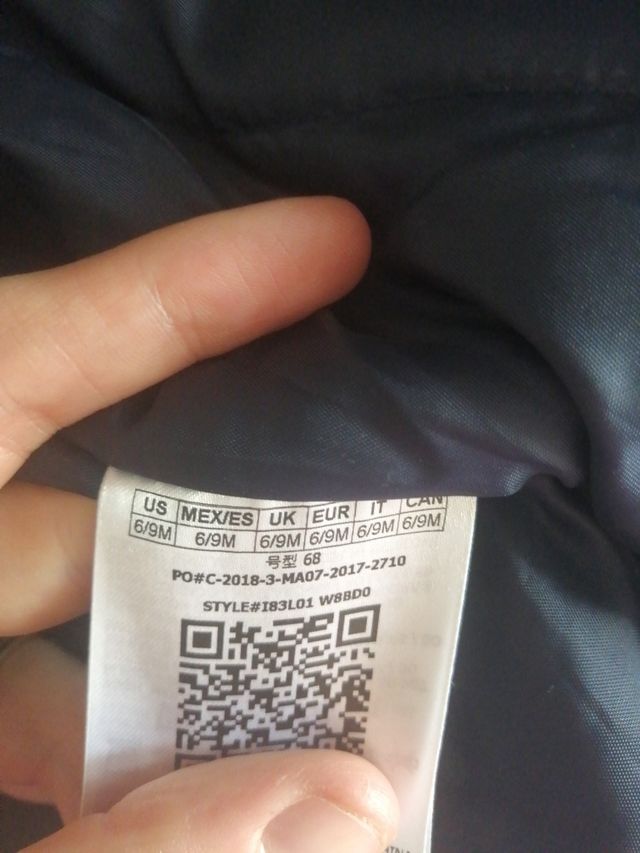 US MEX/ES UK EUR IT CAN
6/9M 6/9M 6/9M 6/9M 6/9M 6/9M
号型 68
PO#C-2018-3-MA07-2017-2710
STYLE#I83L01 W8BD0